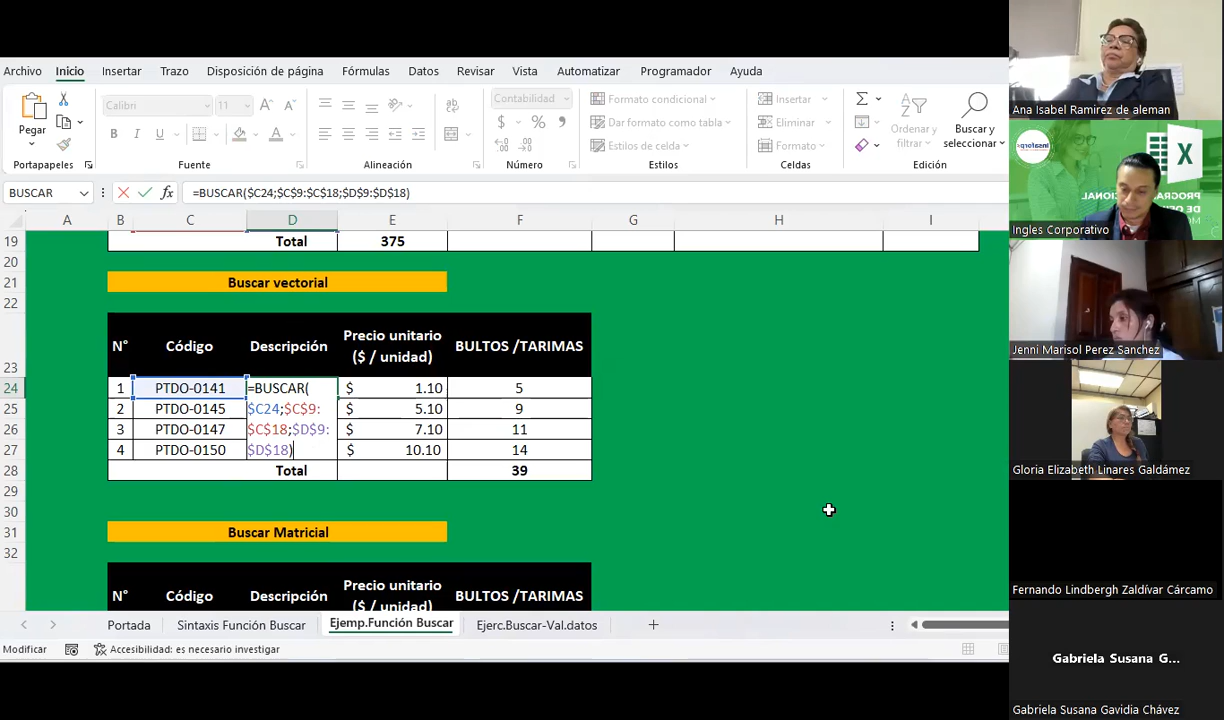 Archivo Inicio Insertar Trazo Disposición de página Fórmulas Datos Revisar Vista Automatizar Programador Ayuda
Calibri 11 Contabilidad Formato condicional Insertar
Pegar Dar formato como tabla Eliminar Ordenar y filtrar Buscar y seleccionar
Estilos de celda Formato
Portapapeles Fuente Alineación Número Estilos Celdas Edición
BUSCAR =BUSCAR($C24;$C$9:$C$18;$D$9:$D$18)
A B C D E F G H I
19 Total 375
20
21 Buscar vectorial
22
23 N° Código Descripción Precio unitario ($ / unidad) BULTOS /TARIMAS
24 1 PTDO-0141 =BUSCAR( $ 1.10 5
25 2 PTDO-0145 $C24;$C$9: $ 5.10 9
26 3 PTDO-0147 $C$18;$D$9: $ 7.10 11
27 4 PTDO-0150 $D$18) $ 10.10 14
28 Total 39
29
30
31 Buscar Matricial
32
N° Código Descripción Precio unitario ($ / unidad) BULTOS /TARIMAS
Portada Sintaxis Función Buscar Ejemp.Función Buscar Ejerc.Buscar-Val.datos
Modificar Accesibilidad: es necesario investigar
Ana Isabel Ramirez de aleman
Ingles Corporativo
Jenni Marisol Perez Sanchez
Gloria Elizabeth Linares Galdámez
Fernando Lindbergh Zaldívar Cárcamo
Gabriela Susana G...
Gabriela Susana Gavidia Chávez